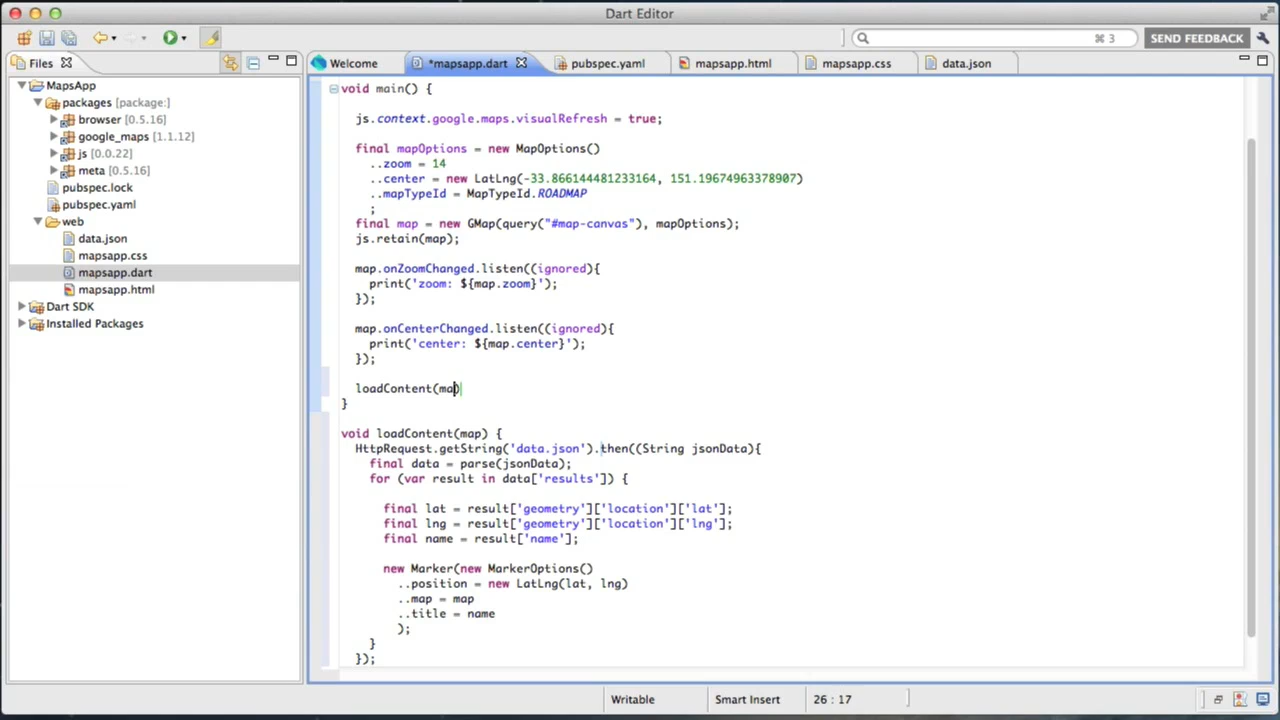 Dart Editor
⌘ 3
SEND FEEDBACK
Files
Welcome
*mapsapp.dart
pubspec.yaml
mapsapp.html
mapsapp.css
data.json
MapsApp
packages [package:]
browser [0.5.16]
google_maps [1.1.12]
js [0.0.22]
meta [0.5.16]
pubspec.lock
pubspec.yaml
web
data.json
mapsapp.css
mapsapp.dart
mapsapp.html
Dart SDK
Installed Packages
void main() {
js.context.google.maps.visualRefresh = true;
final mapOptions = new MapOptions()
..zoom = 14
..center = new LatLng(-33.866144481233164, 151.19674963378907)
..mapTypeId = MapTypeId.ROADMAP
;
final map = new GMap(query("#map-canvas"), mapOptions);
js.retain(map);
map.onZoomChanged.listen((ignored){
print('zoom: ${map.zoom}');
});
map.onCenterChanged.listen((ignored){
print('center: ${map.center}');
});
loadContent(ma)
}
void loadContent(map) {
HttpRequest.getString('data.json').then((String jsonData){
final data = parse(jsonData);
for (var result in data['results']) {
final lat = result['geometry']['location']['lat'];
final lng = result['geometry']['location']['lng'];
final name = result['name'];
new Marker(new MarkerOptions()
..position = new LatLng(lat, lng)
..map = map
..title = name
);
}
});
Writable
Smart Insert
26 : 17